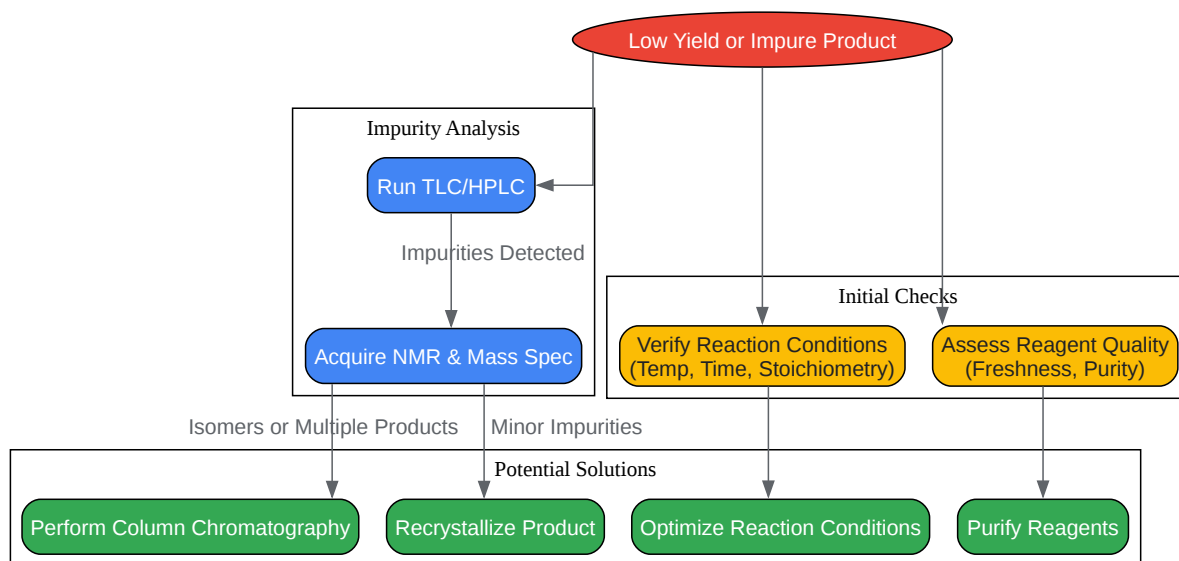 Low Yield or Impure Product
Impurity Analysis
Run TLC/HPLC
Impurities Detected
Acquire NMR & Mass Spec
Initial Checks
Verify Reaction Conditions
(Temp, Time, Stoichiometry)
Assess Reagent Quality
(Freshness, Purity)
Isomers or Multiple Products
Minor Impurities
Potential Solutions
Perform Column Chromatography
Recrystallize Product
Optimize Reaction Conditions
Purify Reagents